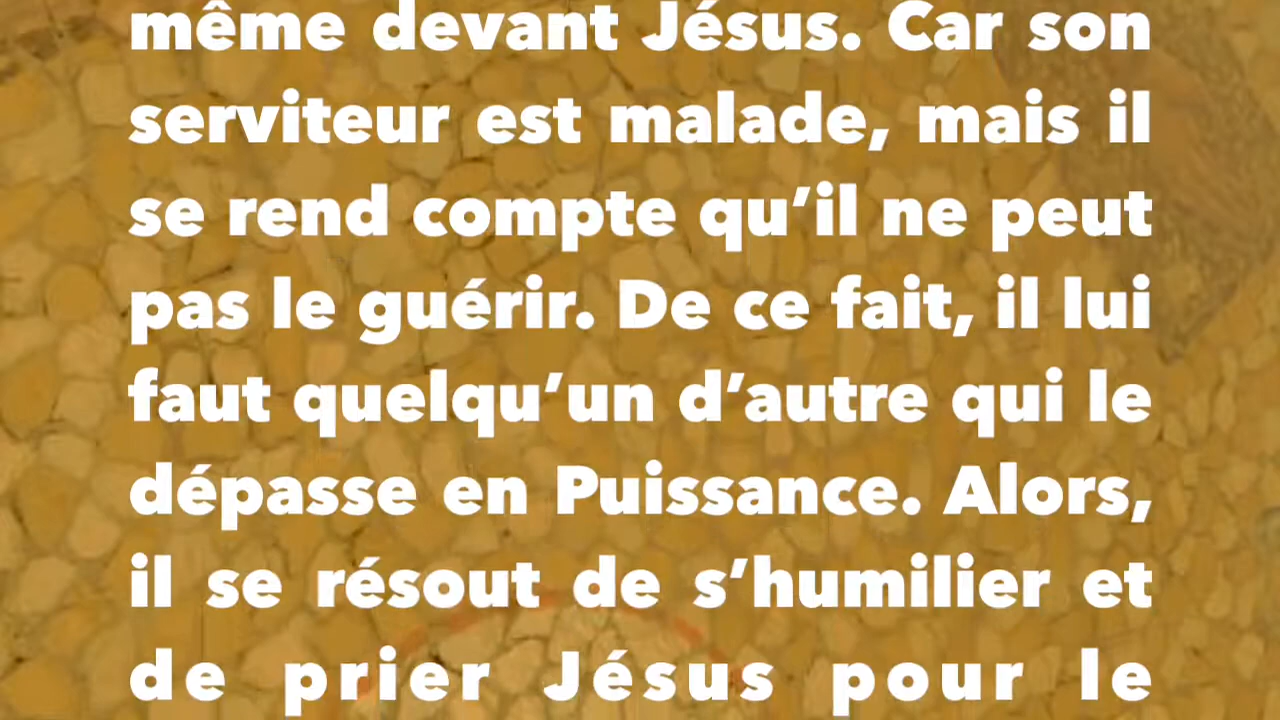 même devant Jésus. Car son
serviteur est malade, mais il
se rend compte qu’il ne peut
pas le guérir. De ce fait, il lui
faut quelqu’un d’autre qui le
dépasse en Puissance. Alors,
il se résout de s’humilier et
de prier Jésus pour le